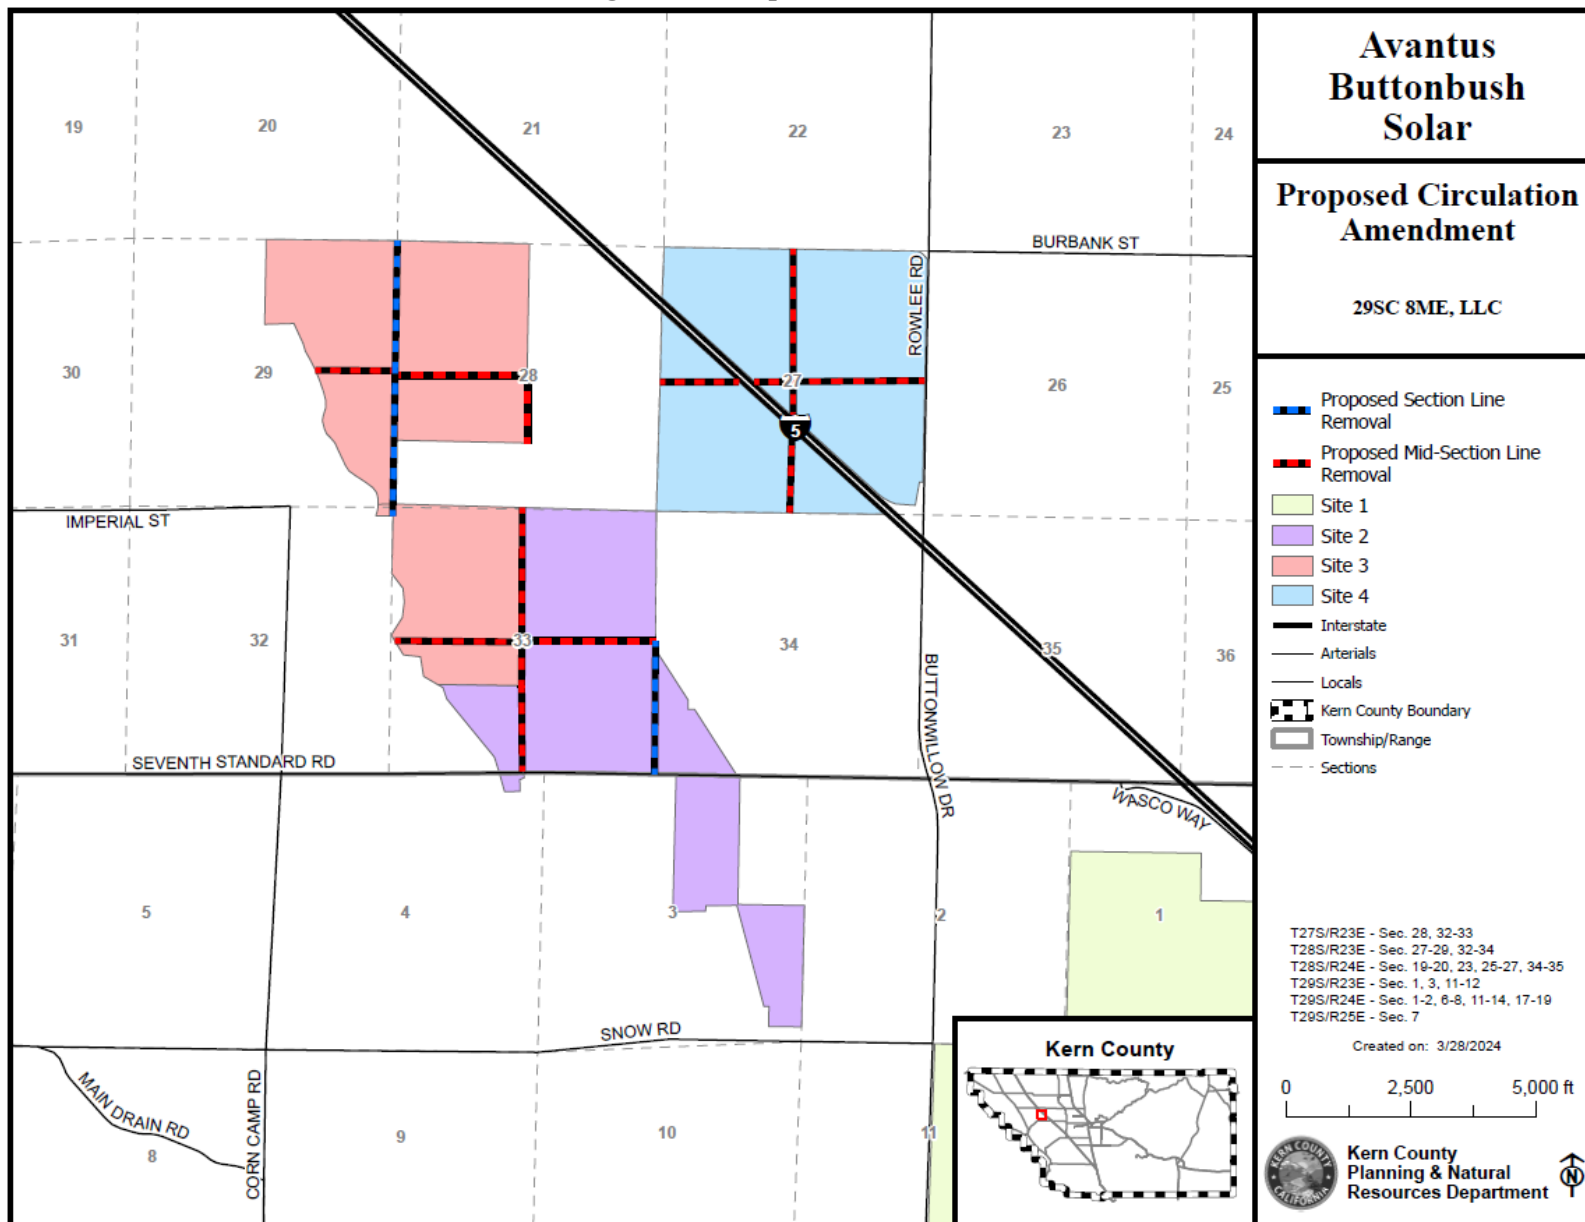 Avantus
Buttonbush
Solar
Proposed Circulation
Amendment
29SC 8ME, LLC
Proposed Section Line
Removal
Proposed Mid-Section Line
Removal
Site 1
Site 2
Site 3
Site 4
Interstate
Arterials
Locals
Kern County Boundary
Township/Range
Sections
T27S/R23E - Sec. 28, 32-33
T28S/R23E - Sec. 27-29, 32-34
T28S/R24E - Sec. 19-20, 23, 25-27, 34-35
T29S/R23E - Sec. 1, 3, 11-12
T29S/R24E - Sec. 1-2, 6-8, 11-14, 17-19
T29S/R25E - Sec. 7
Created on: 3/28/2024
0 2,500 5,000 ft
KERN COUNTY
CALIFORNIA
Kern County
Planning & Natural
Resources Department
N
19
20
21
22
23
24
BURBANK ST
ROWLEE RD
30
29
28
27
26
25
5
IMPERIAL ST
31
32
33
34
35
36
BUTTONWILLOW DR
SEVENTH STANDARD RD
WASCO WAY
5
4
3
2
1
SNOW RD
MAIN DRAIN RD
CORN CAMP RD
8
9
10
11
Kern County